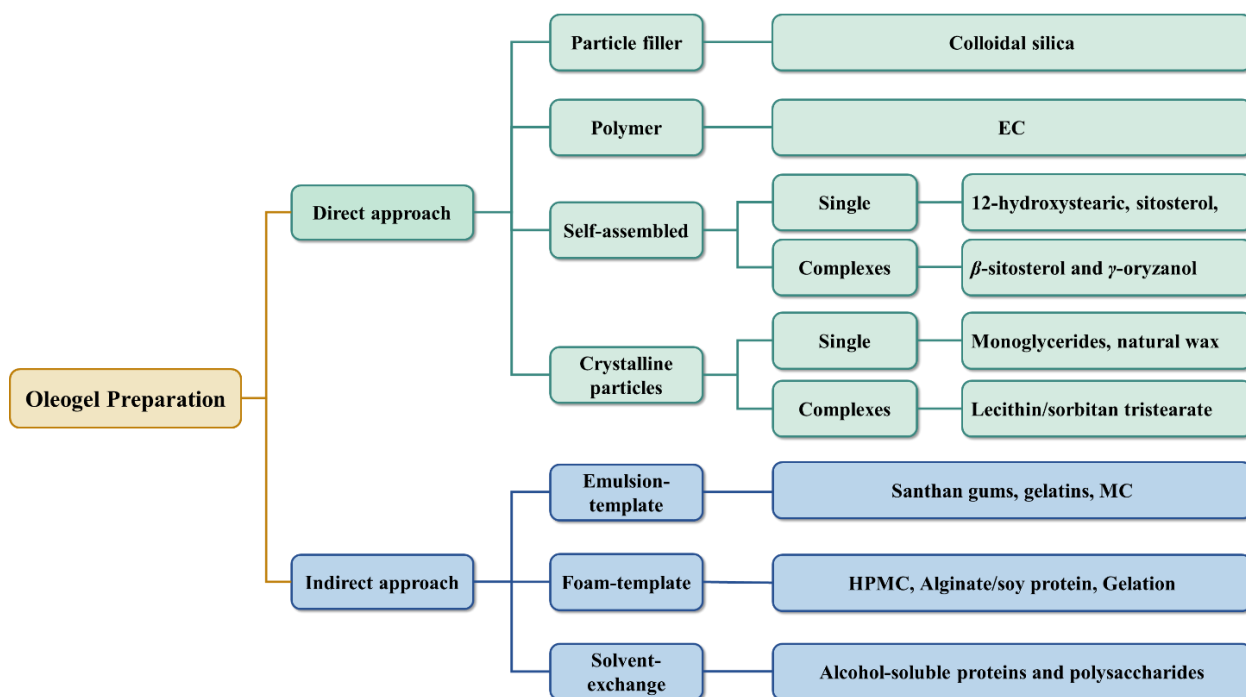 Particle filler
Colloidal silica
Polymer
EC
Direct approach
Self-assembled
Single
12-hydroxystearic, sitosterol,
Complexes
β-sitosterol and γ-oryzanol
Crystalline
particles
Single
Monoglycerides, natural wax
Complexes
Lecithin/sorbitan tristearate
Oleogel Preparation
Emulsion-
template
Santhan gums, gelatins, MC
Indirect approach
Foam-template
HPMC, Alginate/soy protein, Gelation
Solvent-
exchange
Alcohol-soluble proteins and polysaccharides